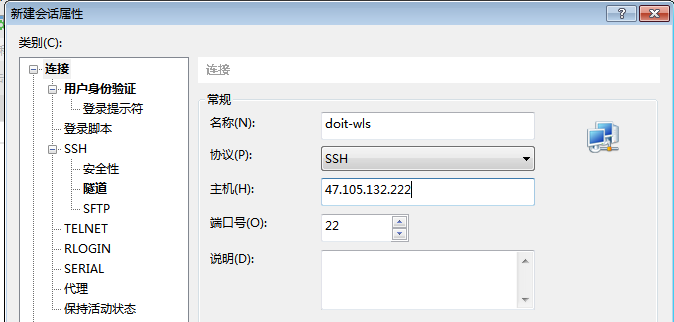 新建会话属性
类别(C):
连接
用户身份验证
登录提示符
登录脚本
SSH
安全性
隧道
SFTP
TELNET
RLOGIN
SERIAL
代理
保持活动状态
连接
常规
名称(N):
doit-wls
协议(P):
SSH
主机(H):
47.105.132.222
端口号(O):
22
说明(D):